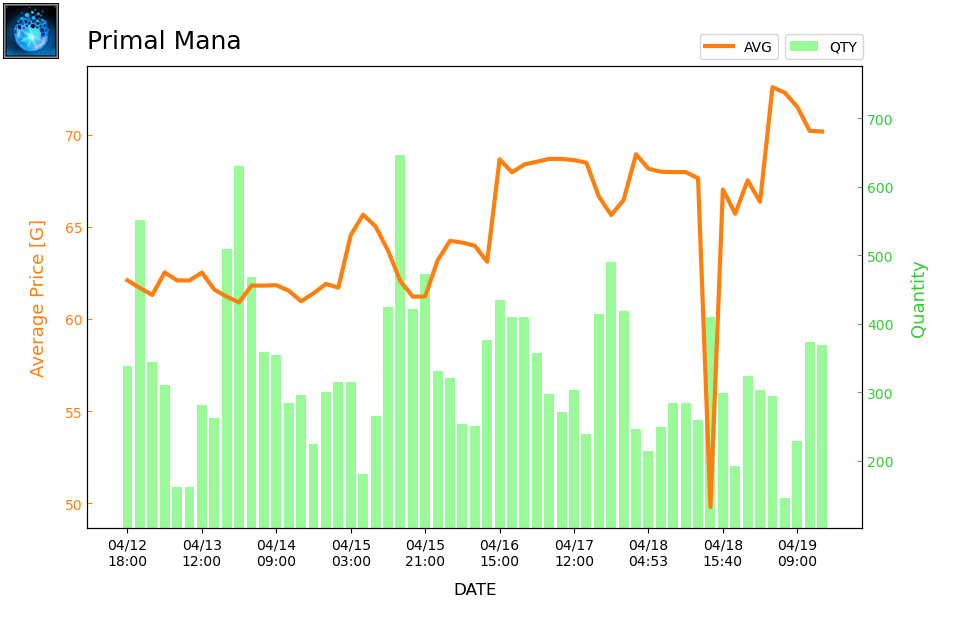 Primal Mana
AVG
QTY
Average Price [G]
70
65
60
55
50
700
600
500
400
300
200
Quantity
04/12 04/13 04/14 04/15 04/15 04/16 04/17 04/18 04/18 04/19
18:00 12:00 09:00 03:00 21:00 15:00 12:00 04:53 15:40 09:00
DATE